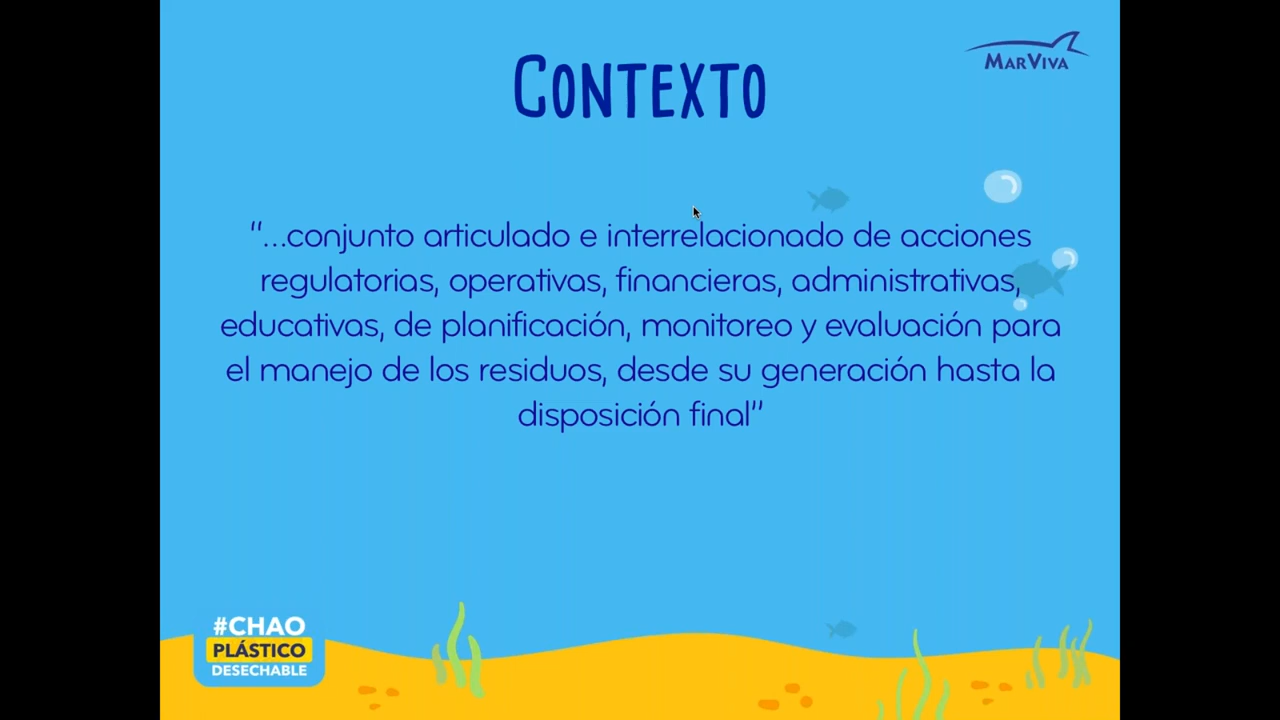 CONTEXTO
MARVIVA
"...conjunto articulado e interrelacionado de acciones
regulatorias, operativas, financieras, administrativas,
educativas, de planificación, monitoreo y evaluación para
el manejo de los residuos, desde su generación hasta la
disposición final"
#CHAO
PLÁSTICO
DESECHABLE